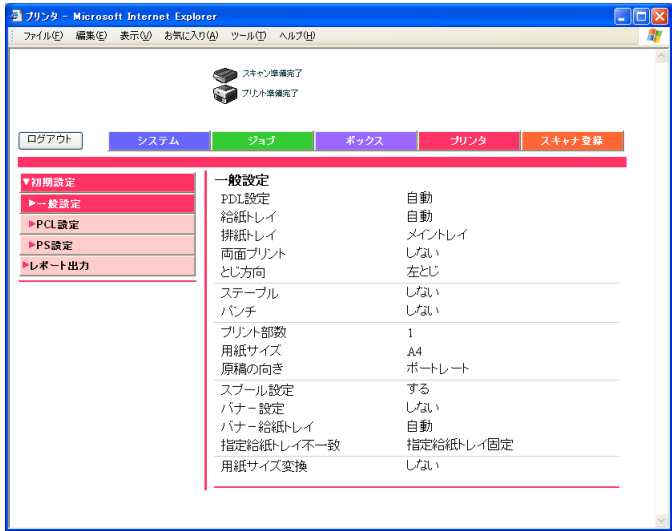 プリンタ - Microsoft Internet Explorer
ファイル(F) 編集(E) 表示(V) お気に入り(A) ツール(T) ヘルプ(H)
スキャン準備完了
プリント準備完了
ログアウト システム ジョブ ボックス プリンタ スキャナ登録
▼初期設定
▶一般設定
▶PCL設定
▶PS設定
▶レポート出力
一般設定
PDL設定 自動
給紙トレイ 自動
排紙トレイ メイントレイ
両面プリント しない
とじ方向 左とじ
ステープル しない
パンチ しない
プリント部数 1
用紙サイズ A4
原稿の向き ポートレート
スプール設定 する
バナー設定 しない
バナー給紙トレイ 自動
指定給紙トレイ不一致 指定給紙トレイ固定
用紙サイズ変換 しない